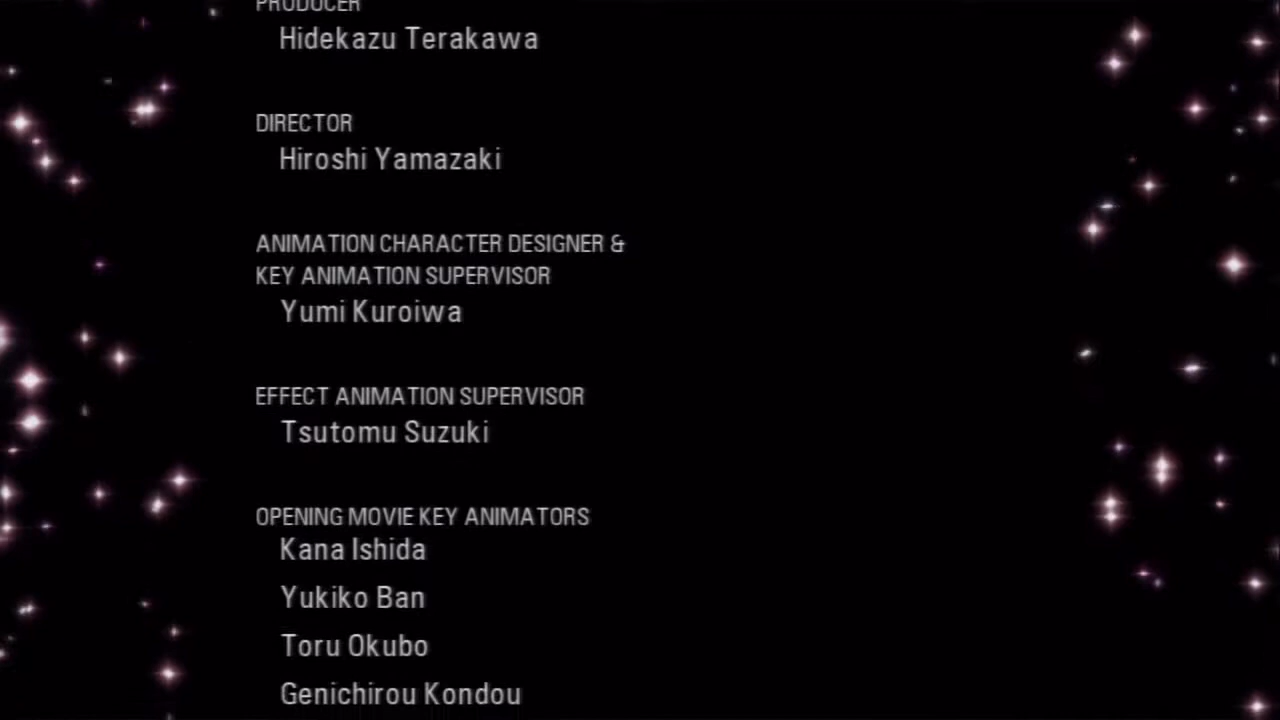 PRODUCER
Hidekazu Terakawa
DIRECTOR
Hiroshi Yamazaki
ANIMATION CHARACTER DESIGNER &
KEY ANIMATION SUPERVISOR
Yumi Kuroiwa
EFFECT ANIMATION SUPERVISOR
Tsutomu Suzuki
OPENING MOVIE KEY ANIMATORS
Kana Ishida
Yukiko Ban
Toru Okubo
Genichirou Kondou